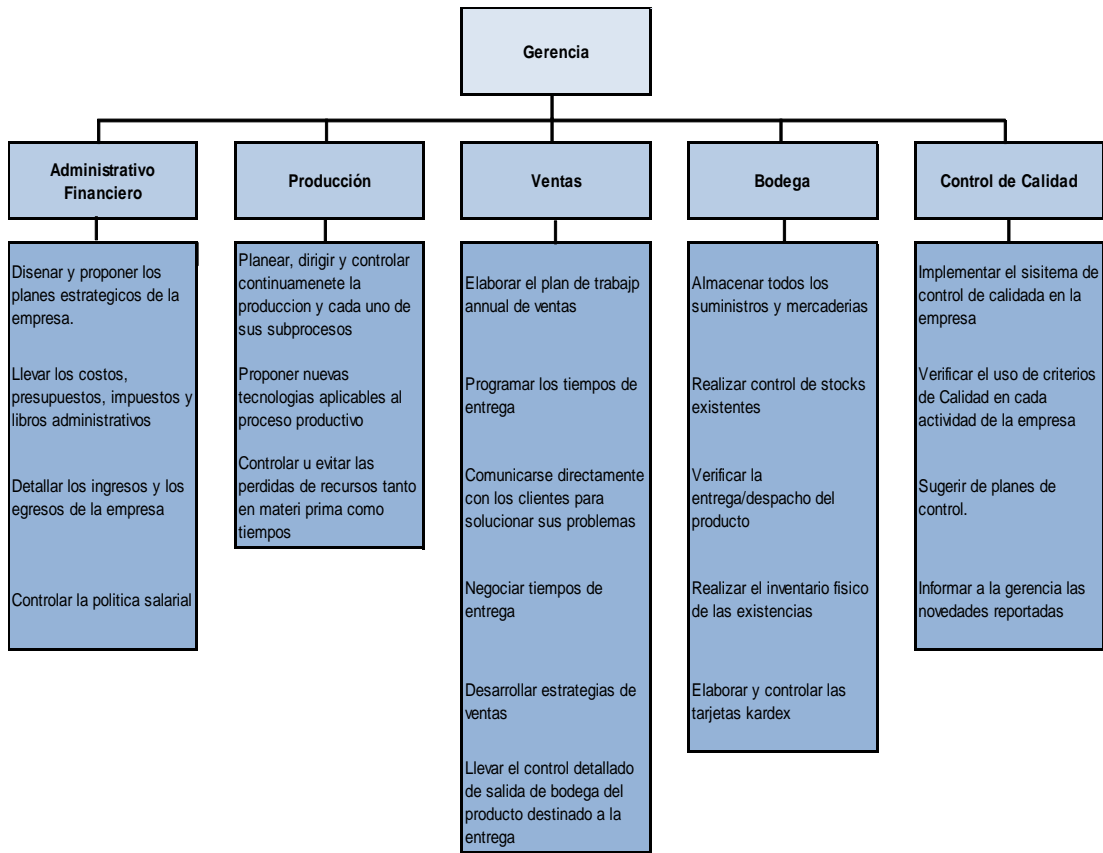 Gerencia
Administrativo
Financiero
Producción
Ventas
Bodega
Control de Calidad
Disenar y proponer los
planes estrategicos de la
empresa.
Llevar los costos,
presupuestos, impuestos y
libros administrativos
Detallar los ingresos y los
egresos de la empresa
Controlar la politica salarial
Planear, dirigir y controlar
continuamenete la
produccion y cada uno de
sus subprocesos
Proponer nuevas
tecnologias aplicables al
proceso productivo
Controlar u evitar las
perdidas de recursos tanto
en materi prima como
tiempos
Elaborar el plan de trabajp
annual de ventas
Programar los tiempos de
entrega
Comunicarse directamente
con los clientes para
solucionar sus problemas
Negociar tiempos de
entrega
Desarrollar estrategias de
ventas
Llevar el control detallado
de salida de bodega del
producto destinado a la
entrega
Almacenar todos los
suministros y mercaderias
Realizar control de stocks
existentes
Verificar la
entrega/despacho del
producto
Realizar el inventario fisico
de las existencias
Elaborar y controlar las
tarjetas kardex
Implementar el sisitema de
control de calidada en la
empresa
Verificar el uso de criterios
de Calidad en cada
actividad de la empresa
Sugerir de planes de
control.
Informar a la gerencia las
novedades reportadas